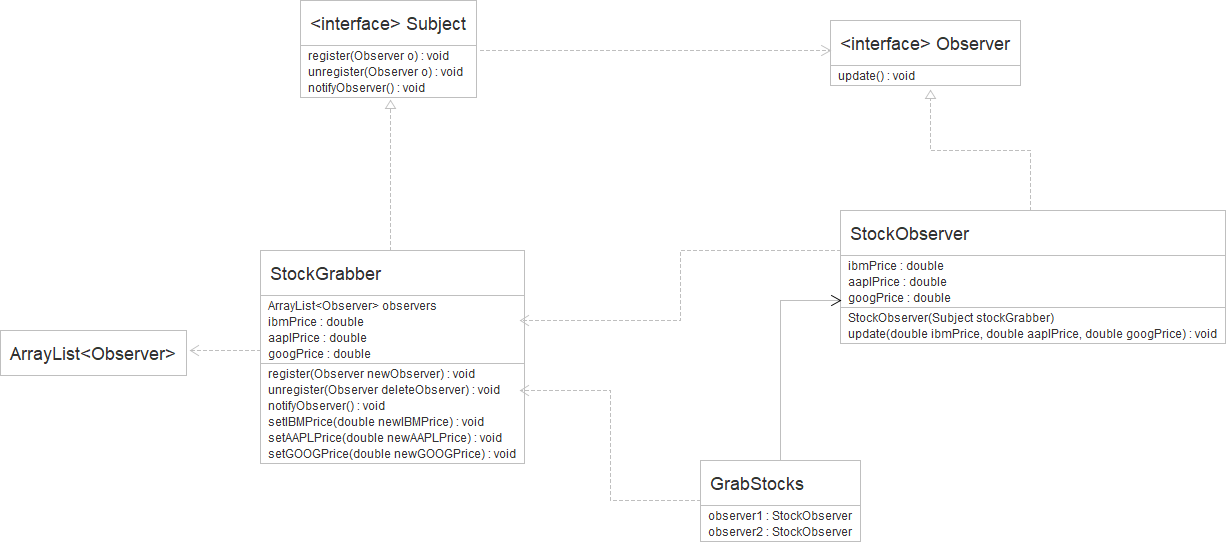 <interface> Subject
register(Observer o) : void
unregister(Observer o) : void
notifyObserver() : void
<interface> Observer
update() : void
StockObserver
ibmPrice : double
aaplPrice : double
googPrice : double
StockObserver(Subject stockGrabber)
update(double ibmPrice, double aaplPrice, double googPrice) : void
StockGrabber
ArrayList<Observer> observers
ibmPrice : double
aaplPrice : double
googPrice : double
register(Observer newObserver) : void
unregister(Observer deleteObserver) : void
notifyObserver() : void
setIBMPrice(double newIBMPrice) : void
setAAPLPrice(double newAAPLPrice) : void
setGOOGPrice(double newGOOGPrice) : void
ArrayList<Observer>
GrabStocks
observer1 : StockObserver
observer2 : StockObserver